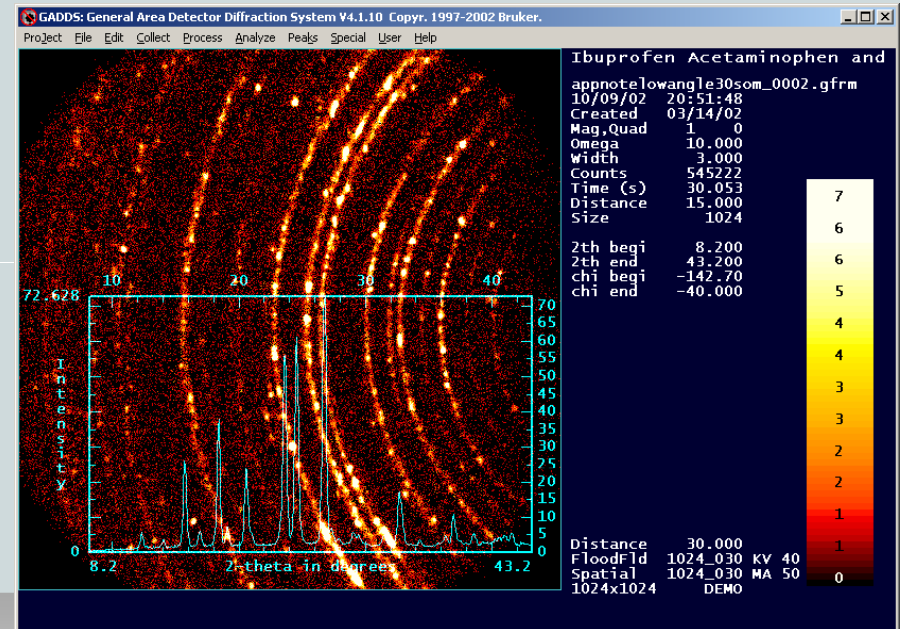 GADDS: General Area Detector Diffraction System V4.1.10 Copyr. 1997-2002 Bruker.
Project File Edit Collect Process Analyze Peaks Special User Help
Ibuprofen Acetaminophen and
appnotelowangle30som_0002.gfrm
10/09/02 20:51:48
Created 03/14/02
Mag,Quad 1 0
Omega 10.000
Width 3.000
Counts 545222
Time (s) 30.053
Distance 15.000
Size 1024
2th begi 8.200
2th end 43.200
chi begi -142.70
chi end -40.000
7
6
6
5
4
4
3
3
2
2
1
1
0
10 20 30 40
72.628
70
65
60
55
50
45
40
35
30
25
20
15
10
5
0
Intensity
0
8.2 2-theta in degrees 43.2
Distance 30.000
FloodFld 1024_030 KV 40
Spatial 1024_030 MA 50
1024x1024 DEMO